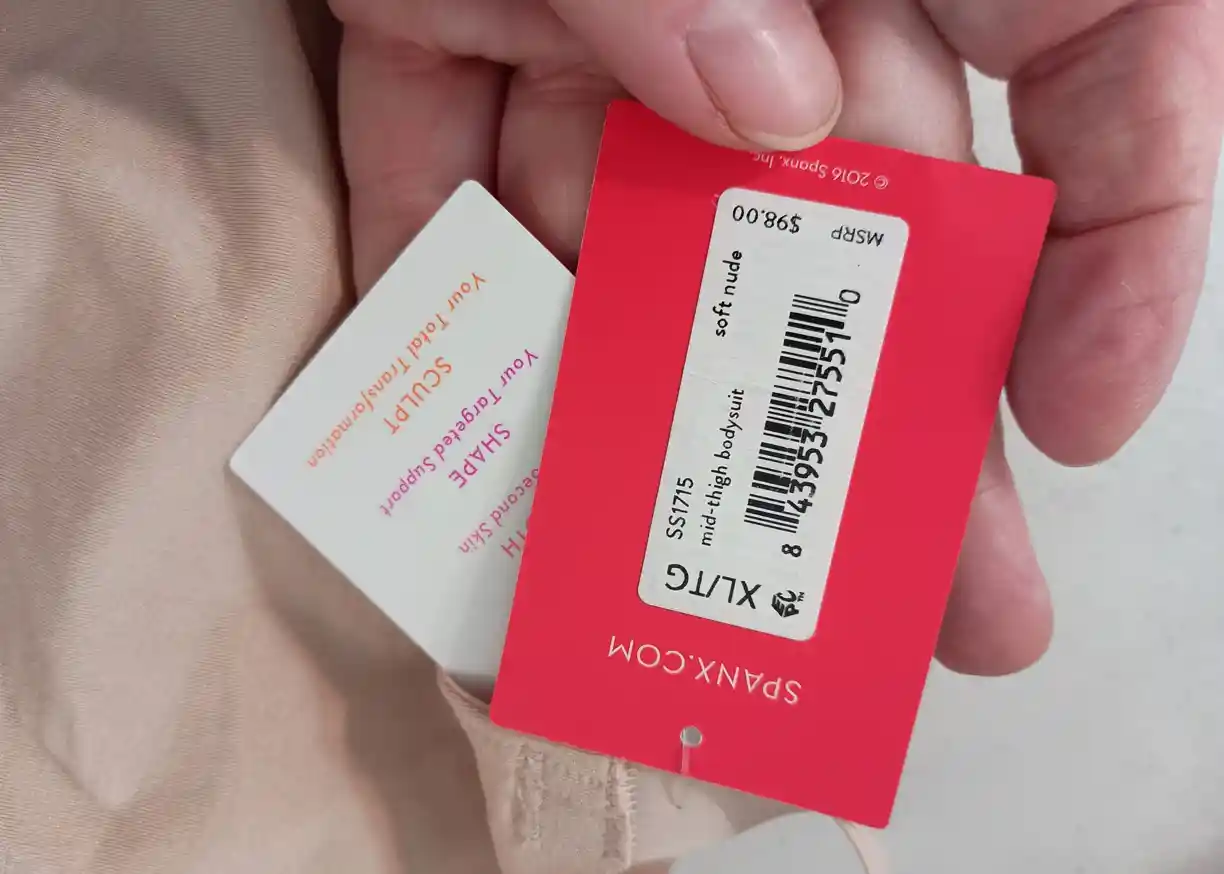 SPANX.COM
XL/TG
SS1715
mid-thigh bodysuit
soft nude
8 43953 27551 0
MSRP $98.00
© 2016 Spanx, Inc
Second Skin
SHAPE
Your Targeted Support
SCULPT
Your Total Transformation